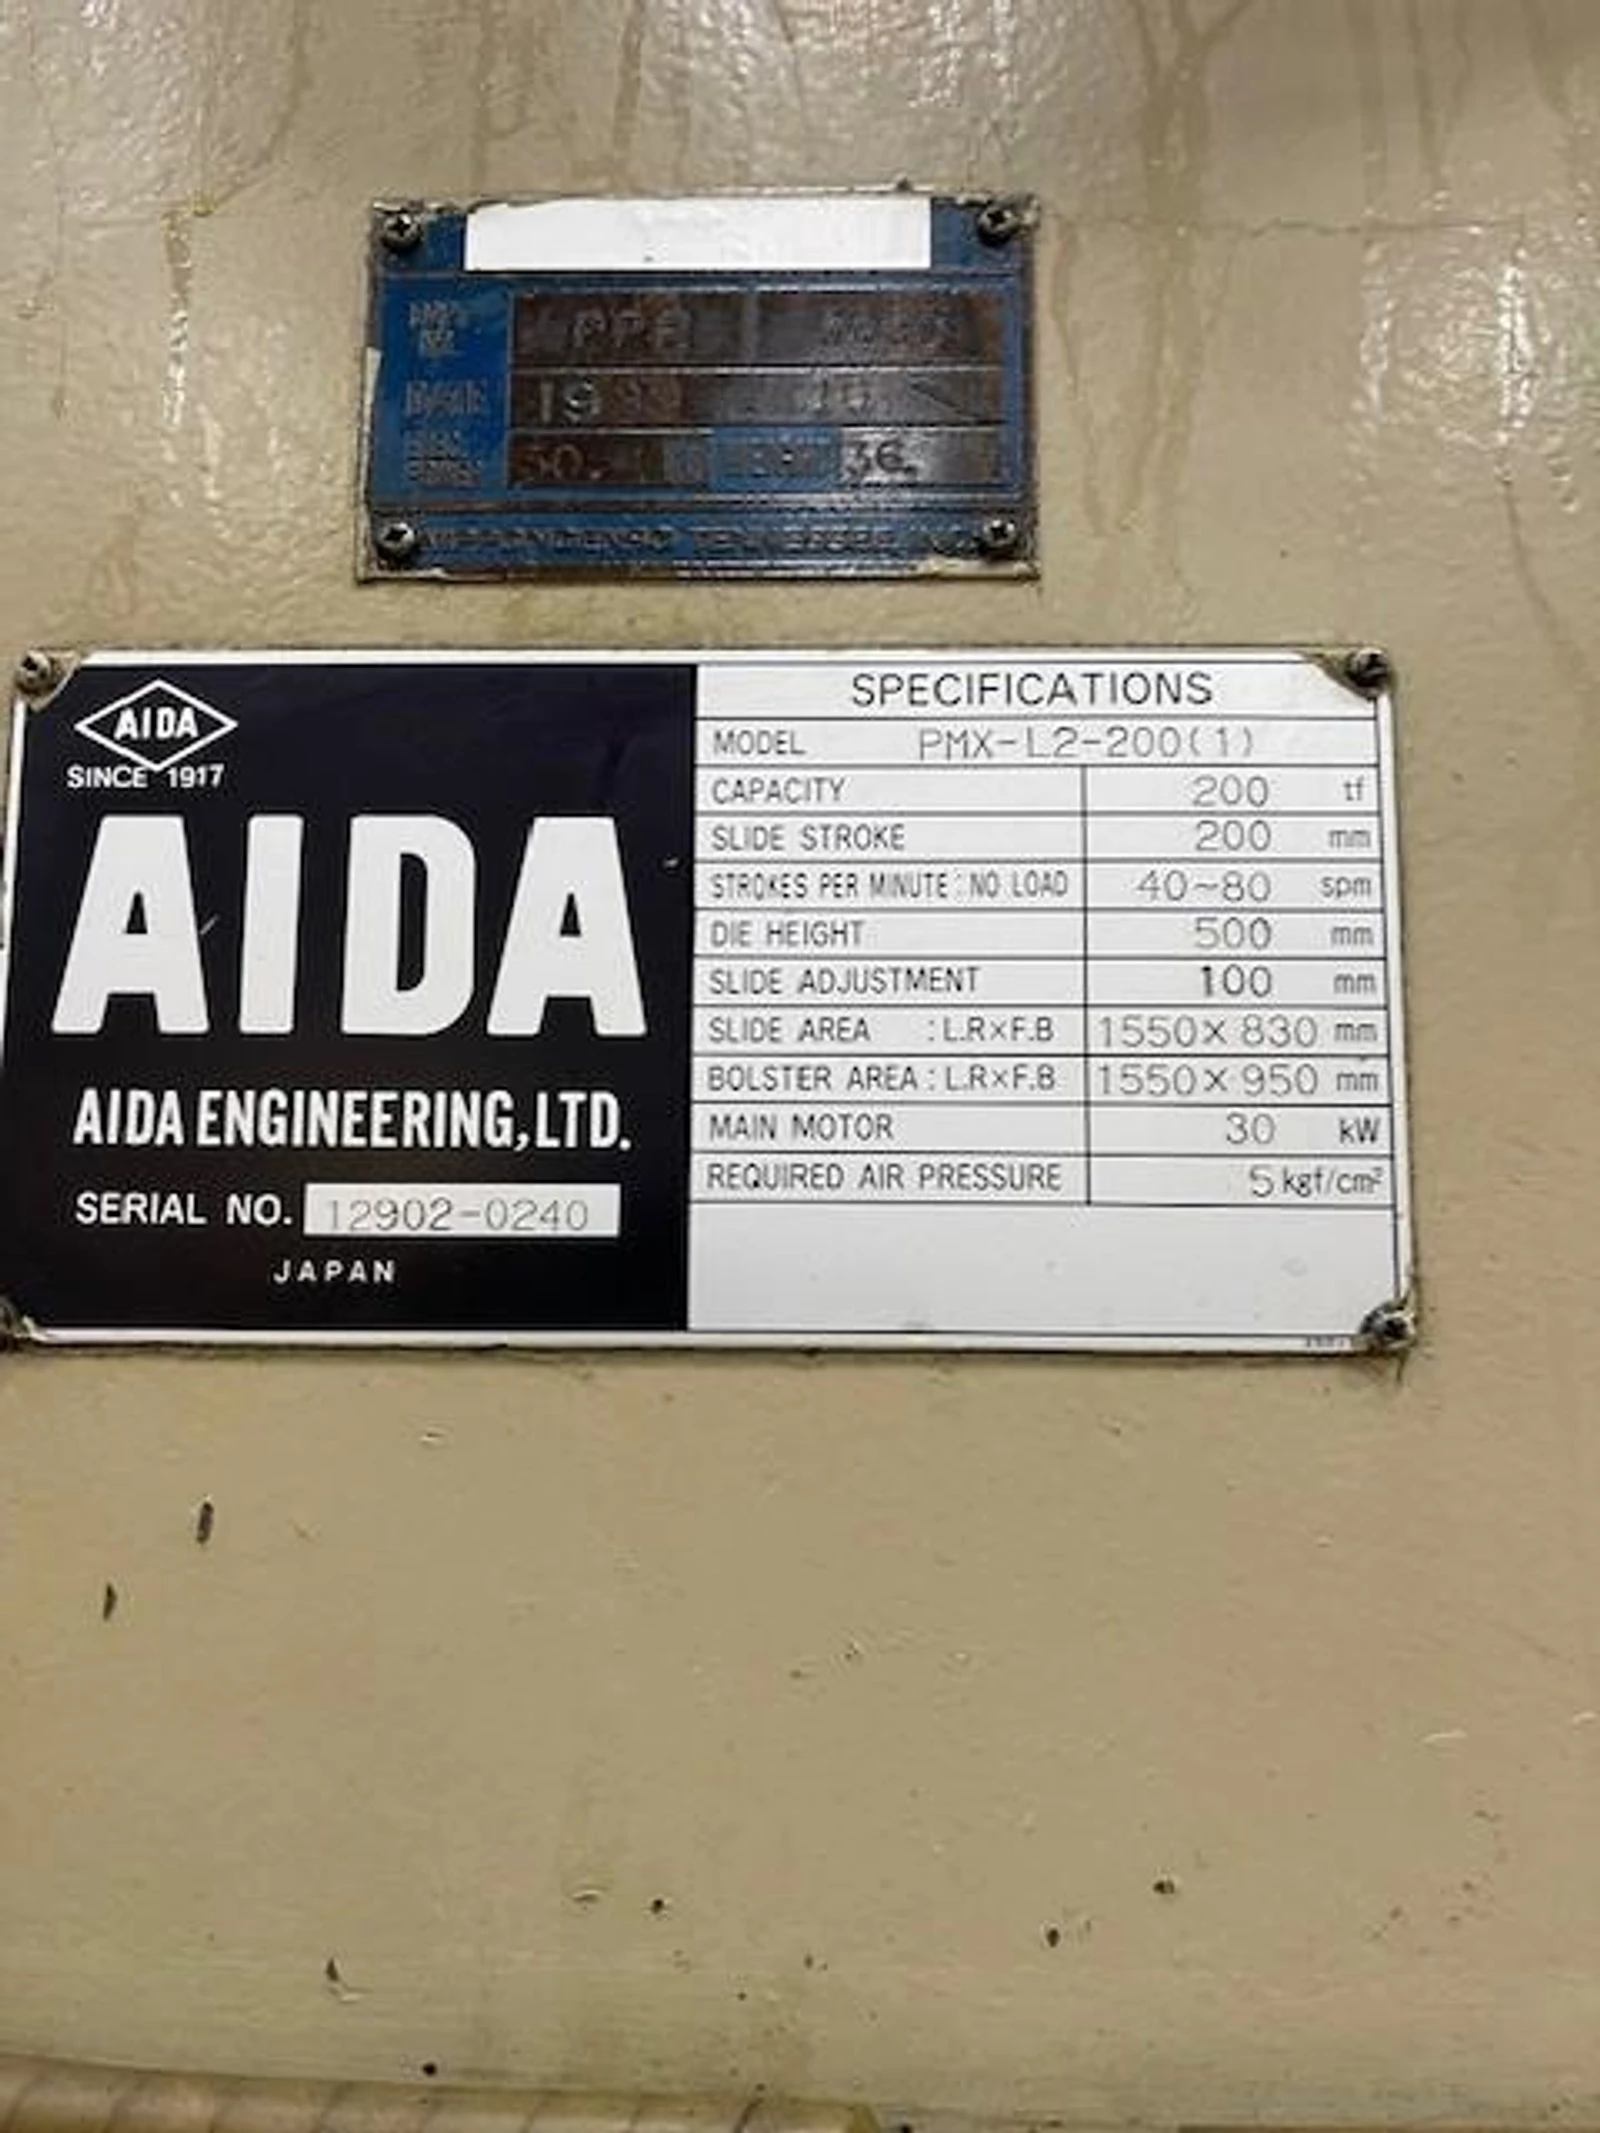 19
30.
36.
AIDA
SINCE 1917
AIDA
AIDA ENGINEERING,LTD.
SERIAL NO. 12902-0240
JAPAN
SPECIFICATIONS
MODEL PMX-L2-200(1)
CAPACITY 200 tf
SLIDE STROKE 200 mm
STROKES PER MINUTE : NO LOAD 40~80 spm
DIE HEIGHT 500 mm
SLIDE ADJUSTMENT 100 mm
SLIDE AREA : L.R×F.B 1550×830 mm
BOLSTER AREA : L.R×F.B 1550×950 mm
MAIN MOTOR 30 kW
REQUIRED AIR PRESSURE 5 kgf/cm²